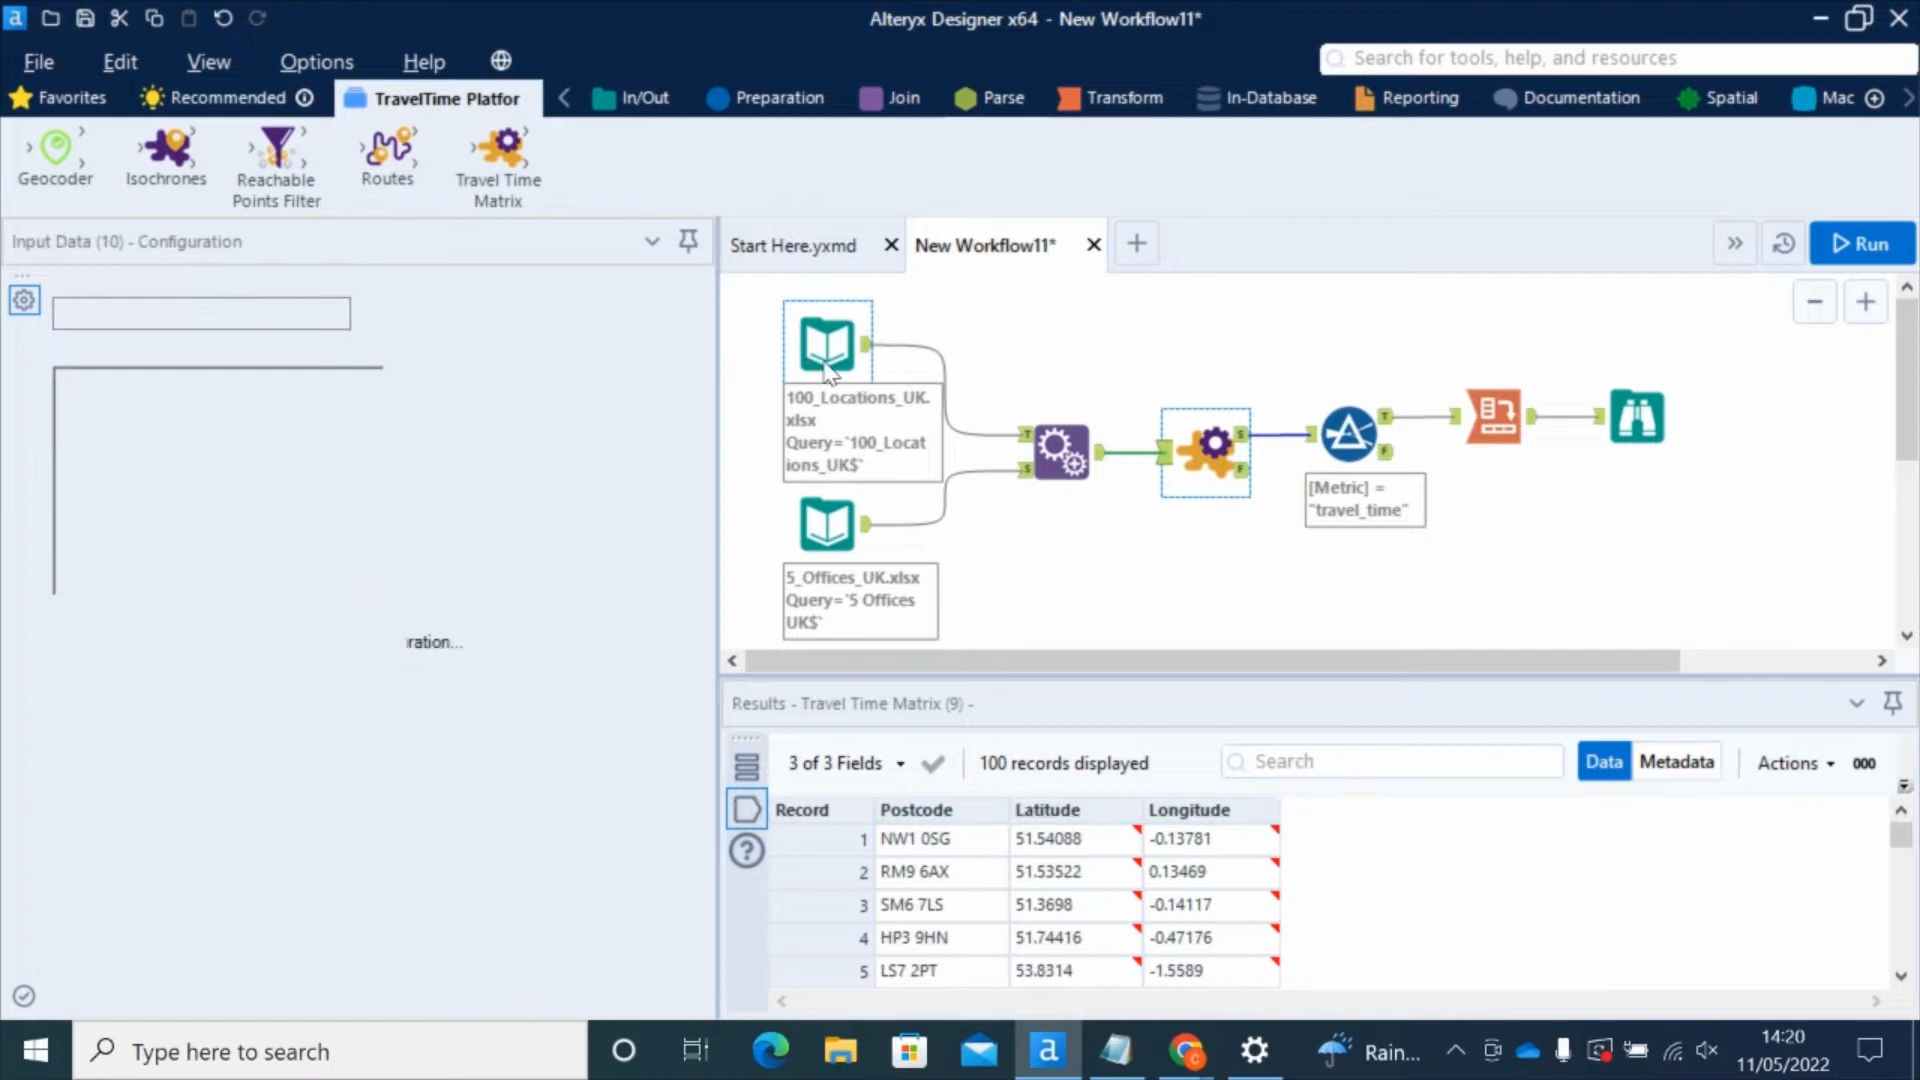 a
Alteryx Designer x64 - New Workflow11*
File Edit View Options Help
Search for tools, help, and resources
Favorites Recommended TravelTime Platfor In/Out Preparation Join Parse Transform In-Database Reporting Documentation Spatial Mac
Geocoder
Isochrones
Reachable
Points Filter
Routes
Travel Time
Matrix
Input Data (10) - Configuration
ration...
Start Here.yxmd
New Workflow11*
Run
100_Locations_UK.
xlsx
Query=`100_Locat
ions_UK$`
5_Offices_UK.xlsx
Query=`5 Offices
UK$`
T
S
S
F
T
F
[Metric] =
"travel_time"
Results - Travel Time Matrix (9) -
3 of 3 Fields 100 records displayed Search Data Metadata Actions 000
Record Postcode Latitude Longitude
1 NW1 0SG 51.54088 -0.13781
2 RM9 6AX 51.53522 0.13469
3 SM6 7LS 51.3698 -0.14117
4 HP3 9HN 51.74416 -0.47176
5 LS7 2PT 53.8314 -1.5589
Type here to search
a
C
Rain...
14:20
11/05/2022